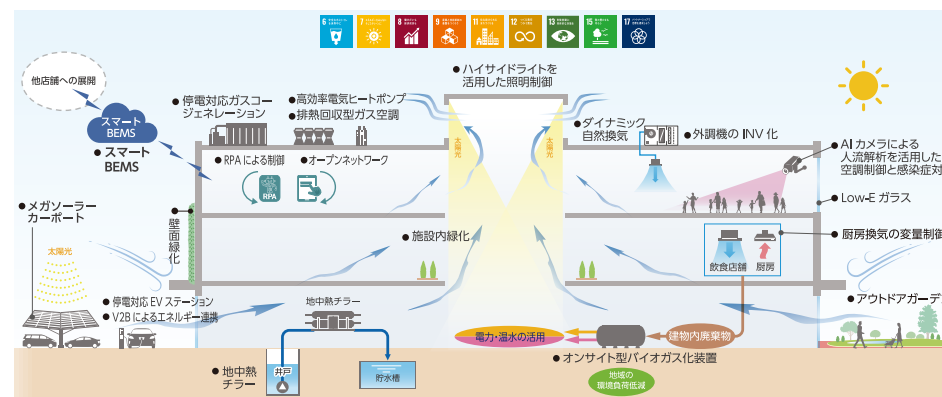 6
7
8
9
11
12
13
15
17
他店舗への展開
スマート
BEMS
● スマート
BEMS
● 停電対応ガスコー
ジェネレーション
● 高効率電気ヒートポンプ
● 排熱回収型ガス空調
● ハイサイドライトを
活用した照明制御
● RPAによる制御
● オープンネットワーク
RPA
太陽光
太陽光
● ダイナミック
自然換気
● 外調機の INV 化
● AI カメラによる
人流解析を活用した
空調制御と感染症対
● Low-E ガラス
● メガソーラー
カーポート
太陽光
● 壁面緑化
● 施設内緑化
● 厨房換気の変量制御
飲食店舗
厨房
● 停電対応 EV ステーション
● V2B によるエネルギー連携
地中熱チラー
● アウトドアガーデ
電力・温水の活用
建物内廃棄物
● オンサイト型バイオガス化装置
● 地中熱
チラー
井戸
貯水槽
地域の
環境負荷低減